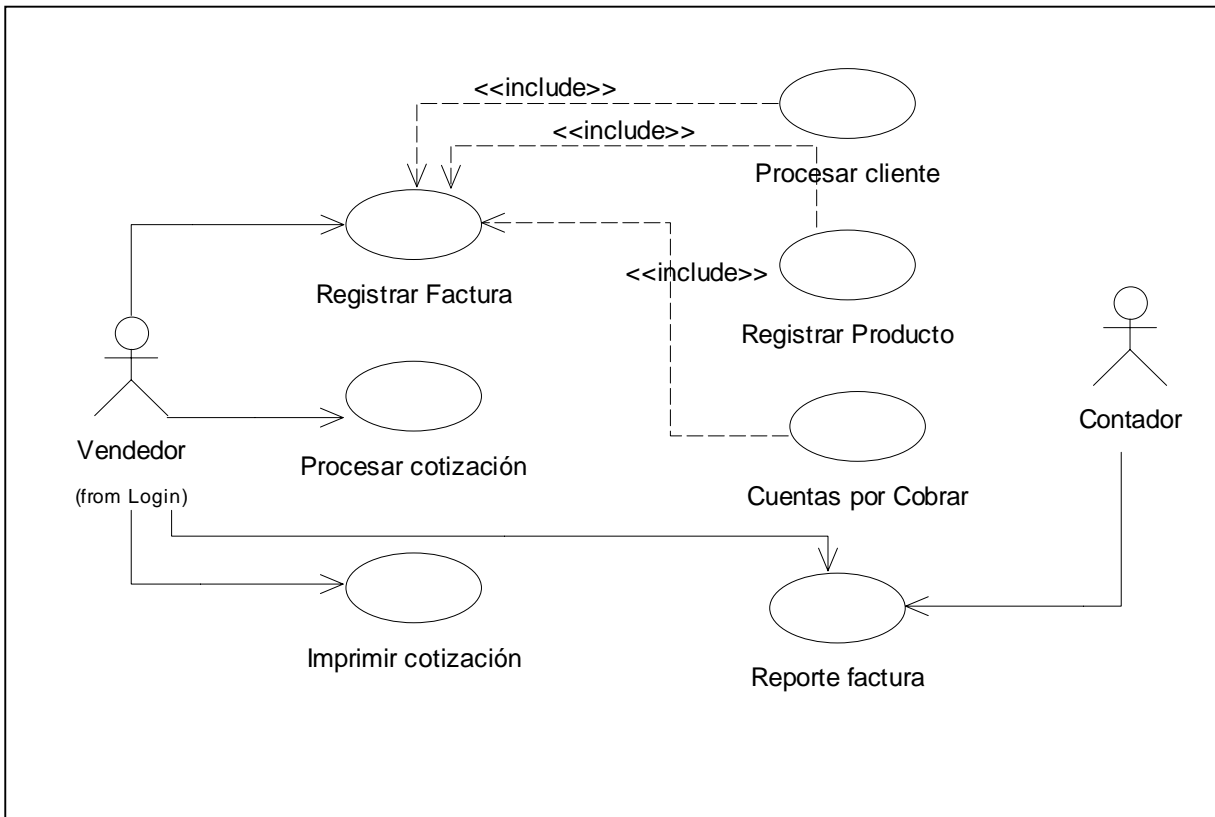 <<include>>
<<include>>
Procesar cliente
<<include>>
Registrar Factura
Registrar Producto
Contador
Vendedor
(from Login)
Procesar cotización
Cuentas por Cobrar
Imprimir cotización
Reporte factura